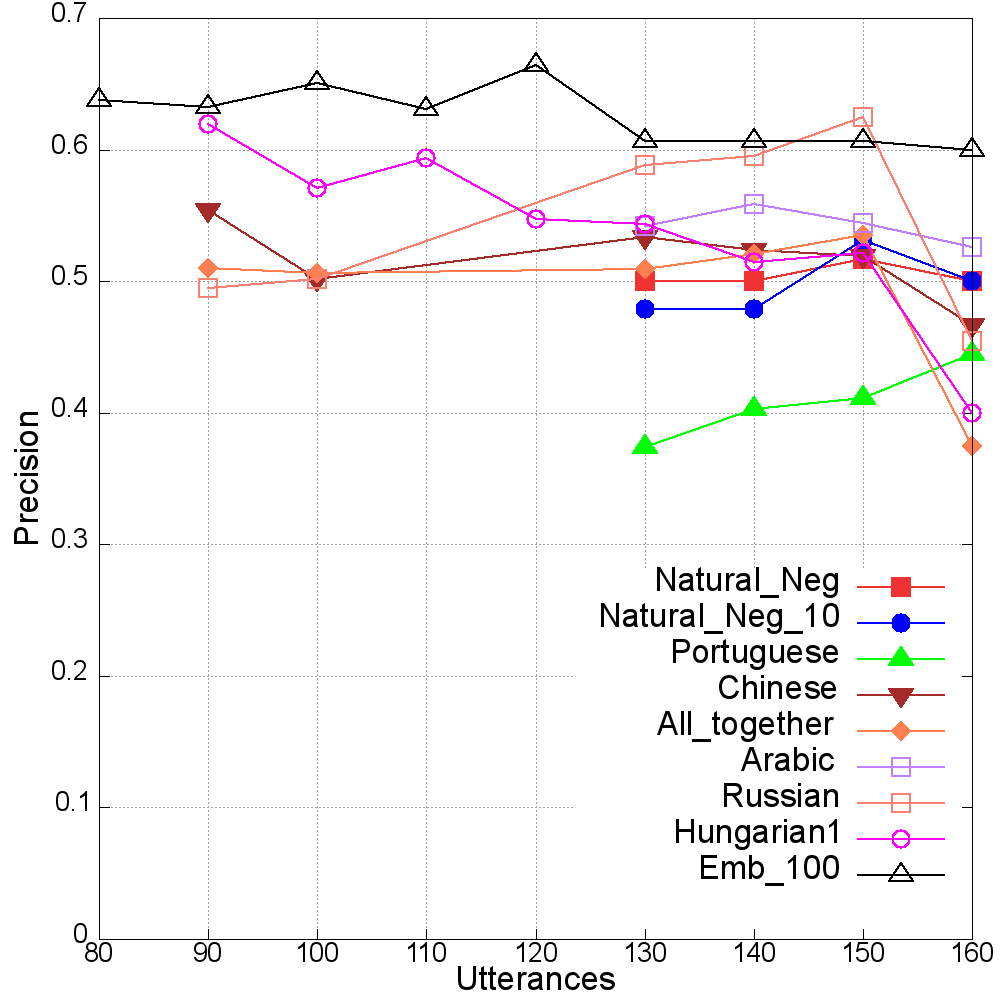 0.7
0.6
0.5
0.4
0.3
0.2
0.1
0
Precision
Natural_Neg
Natural_Neg_10
Portuguese
Chinese
All_together
Arabic
Russian
Hungarian1
Emb_100
80 90 100 110 120 130 140 150 160
Utterances